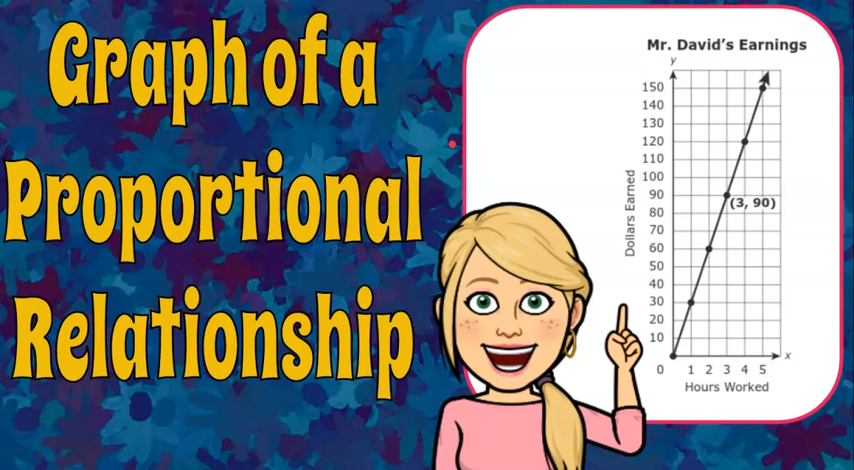 Graph of a
Proportional
Relationship
Mr. David's Earnings
y
150
140
130
120
110
100
90
80
70
60
50
40
30
20
10
0 1 2 3 4 5
x
(3, 90)
Dollars Earned
Hours Worked